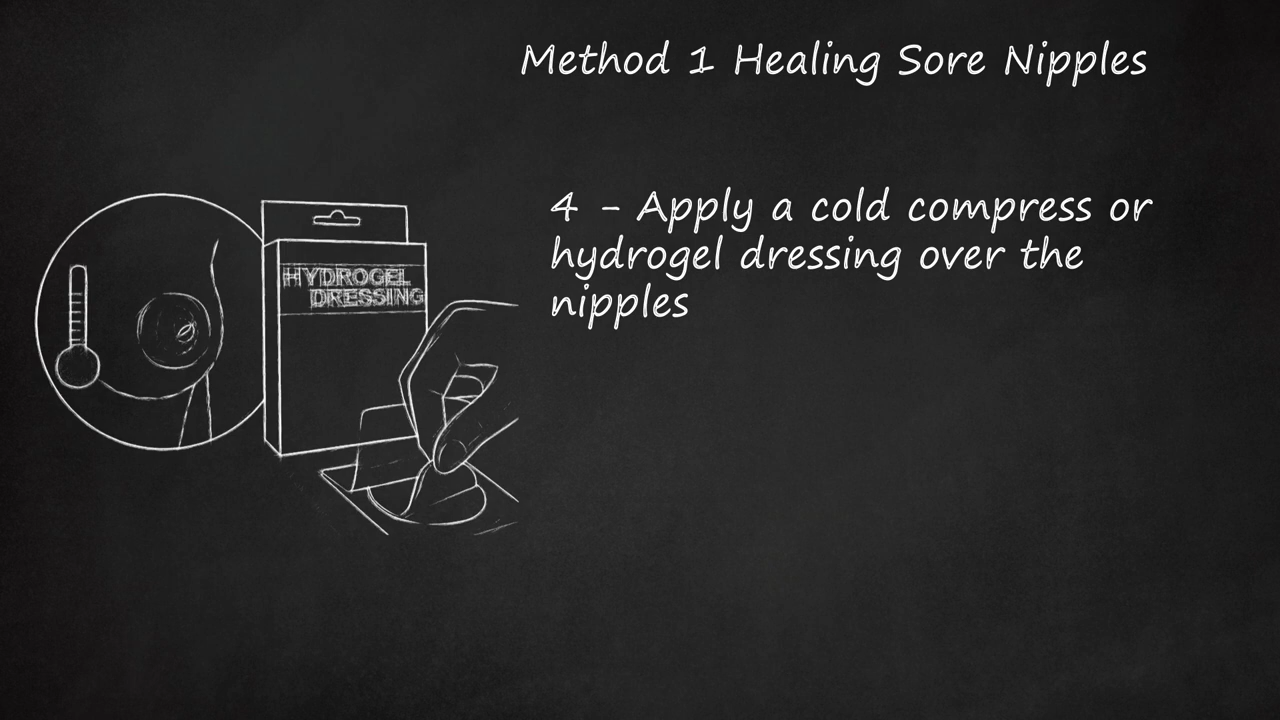 Method 1 Healing Sore Nipples
4 - Apply a cold compress or
hydrogel dressing over the
nipples
HYDROGEL
DRESSING